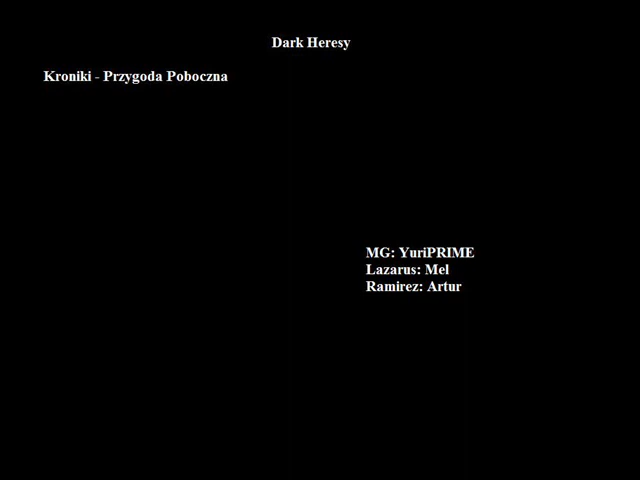 Dark Heresy
Kroniki - Przygoda Poboczna
MG: YuriPRIME
Lazarus: Mel
Ramirez: Artur